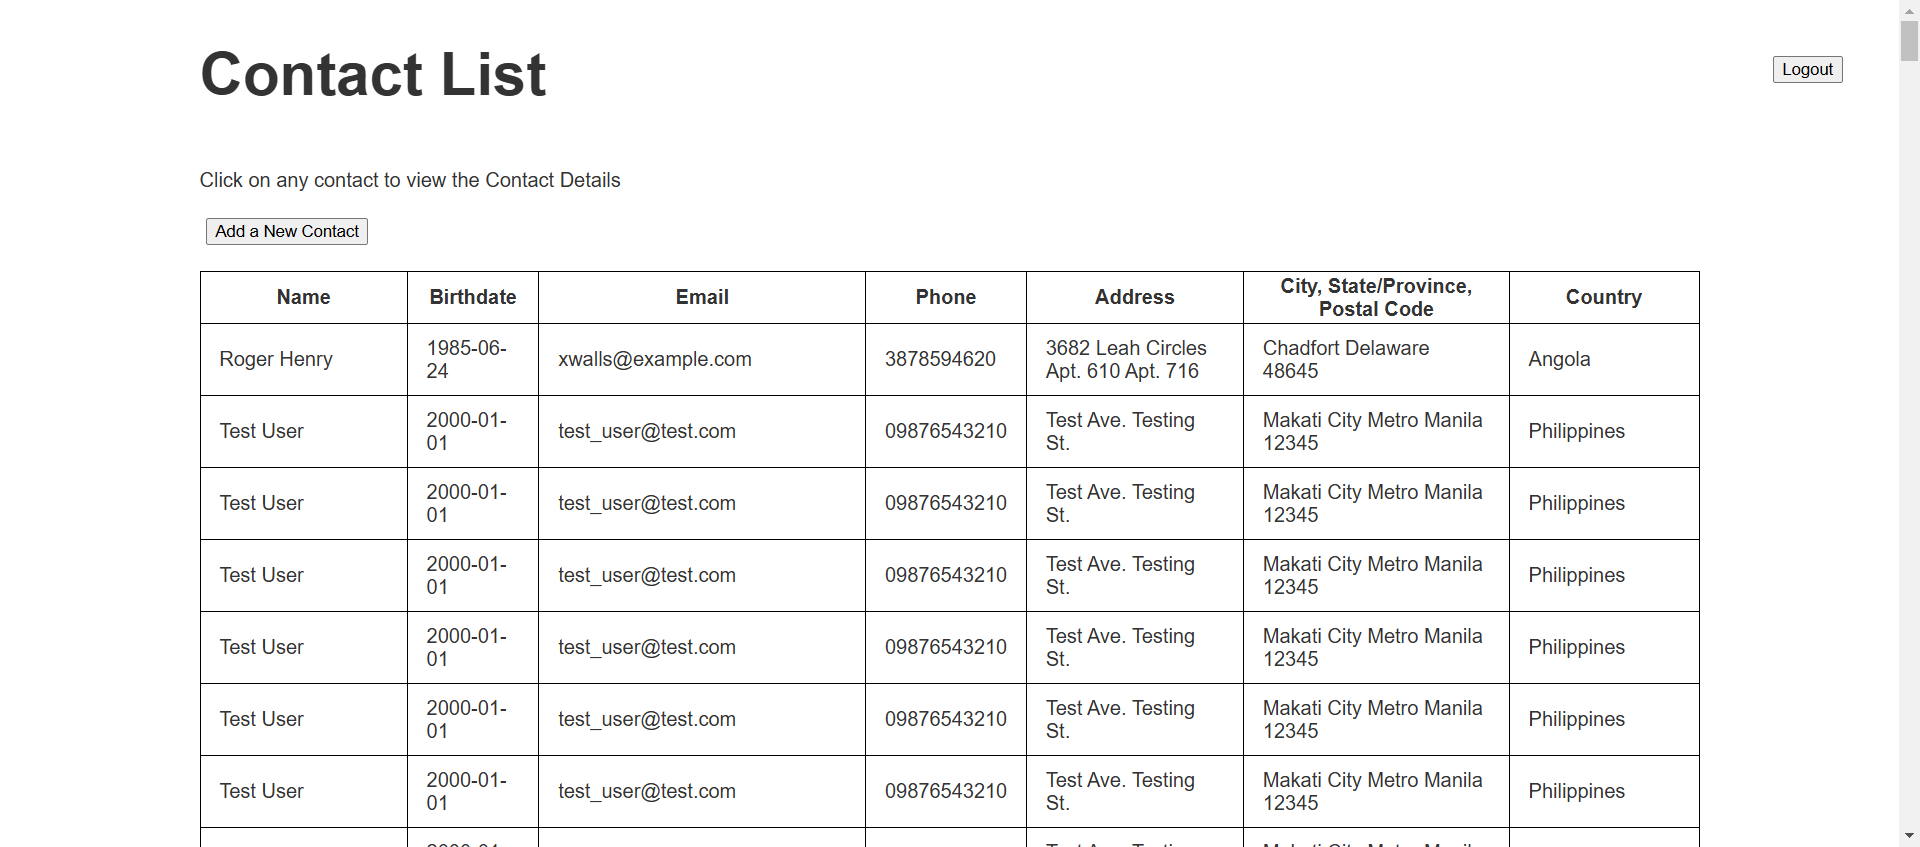 Contact List
Logout
Click on any contact to view the Contact Details
Add a New Contact
Name Birthdate Email Phone Address City, State/Province, Postal Code Country
Roger Henry 1985-06-24 xwalls@example.com 3878594620 3682 Leah Circles Apt. 610 Apt. 716 Chadfort Delaware 48645 Angola
Test User 2000-01-01 test_user@test.com 09876543210 Test Ave. Testing St. Makati City Metro Manila 12345 Philippines
Test User 2000-01-01 test_user@test.com 09876543210 Test Ave. Testing St. Makati City Metro Manila 12345 Philippines
Test User 2000-01-01 test_user@test.com 09876543210 Test Ave. Testing St. Makati City Metro Manila 12345 Philippines
Test User 2000-01-01 test_user@test.com 09876543210 Test Ave. Testing St. Makati City Metro Manila 12345 Philippines
Test User 2000-01-01 test_user@test.com 09876543210 Test Ave. Testing St. Makati City Metro Manila 12345 Philippines
Test User 2000-01-01 test_user@test.com 09876543210 Test Ave. Testing St. Makati City Metro Manila 12345 Philippines